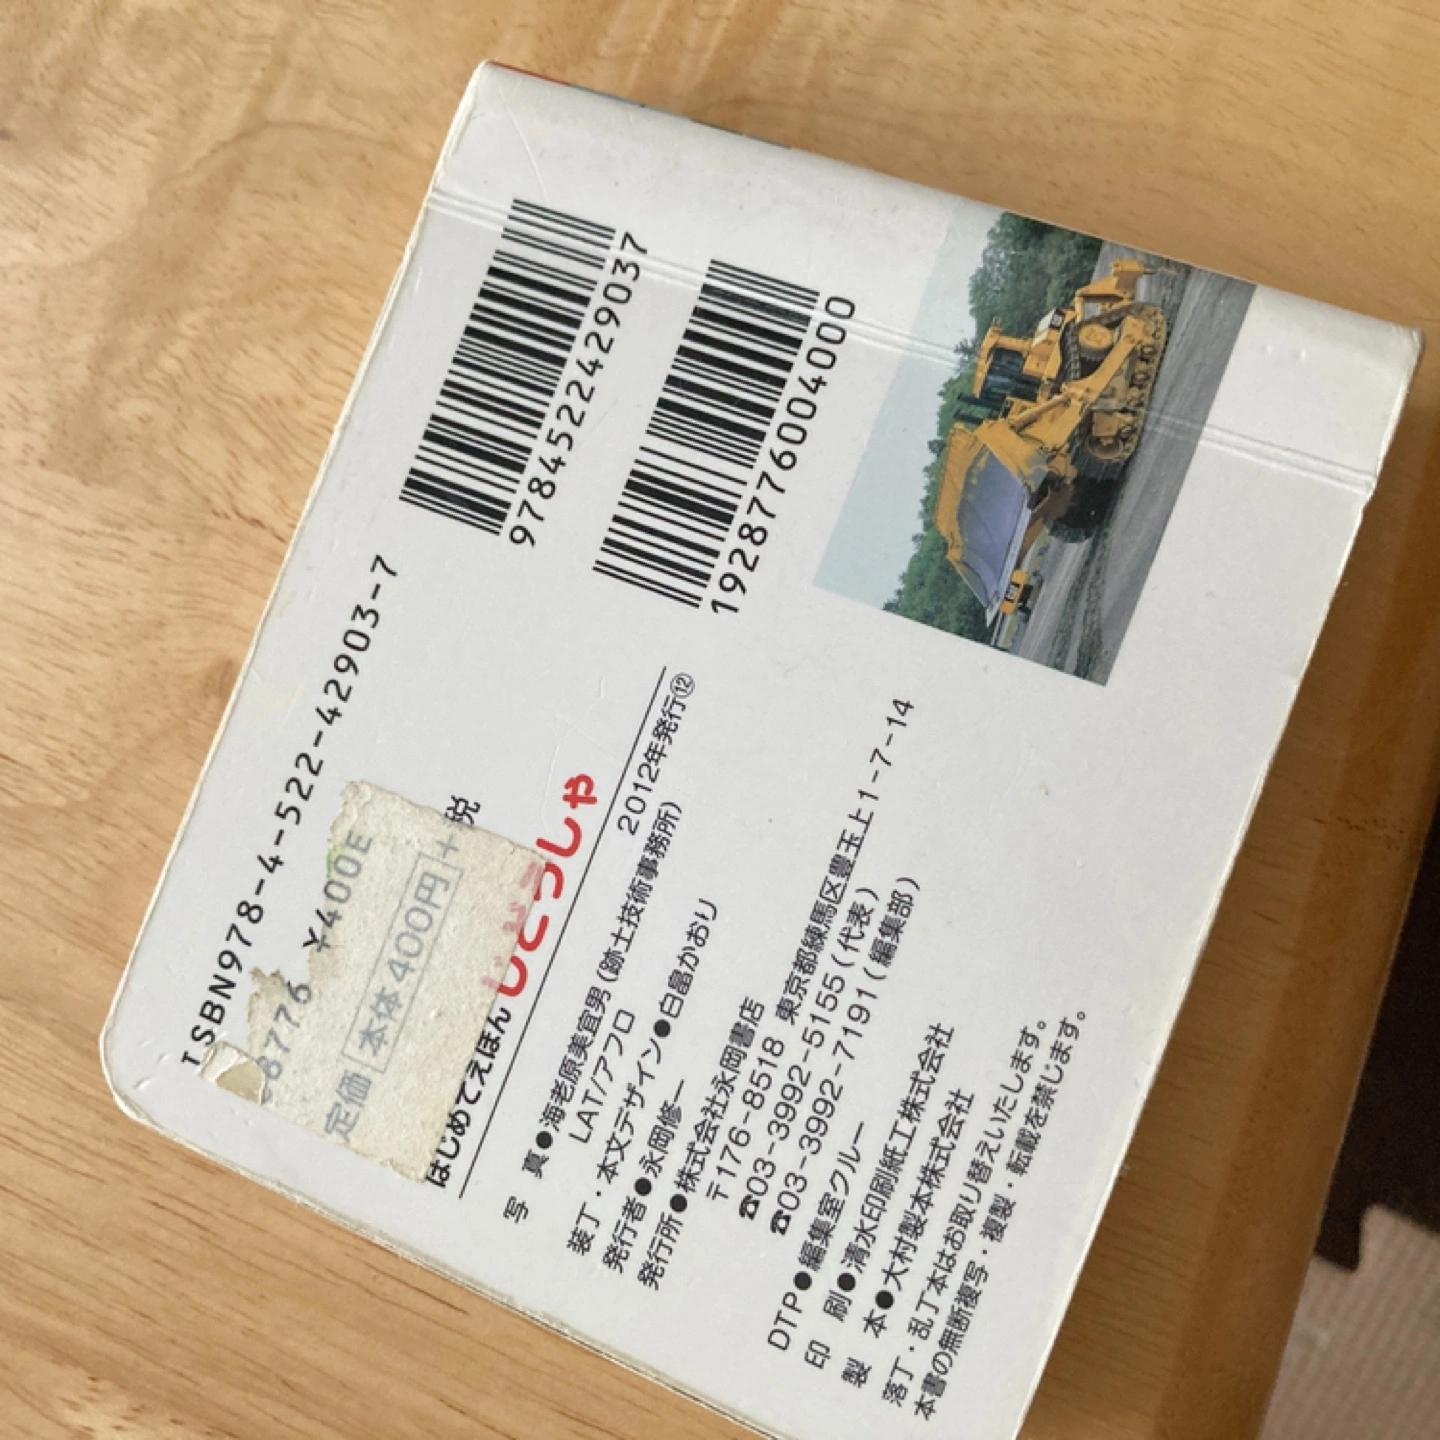 ISBN978-4-522-42903-7
8776 ¥400E
定価 本体400円+税
9784522429037
1928776004000
はじめてえほん じどうしゃ
2012年発行⑫
写 真●海老原美宜男(跡土技術事務所)
LAT/アフロ
装丁・本文デザイン●白畠かおり
発行者●永岡修一
発行所●株式会社永岡書店
〒176-8518 東京都練馬区豊玉上1-7-14
☎03-3992-5155(代表)
☎03-3992-7191(編集部)
DTP●編集室クルー
印 刷●清水印刷紙工株式会社
製 本●大村製本株式会社
落丁・乱丁本はお取り替えいたします。
本書の無断複写・複製・転載を禁じます。